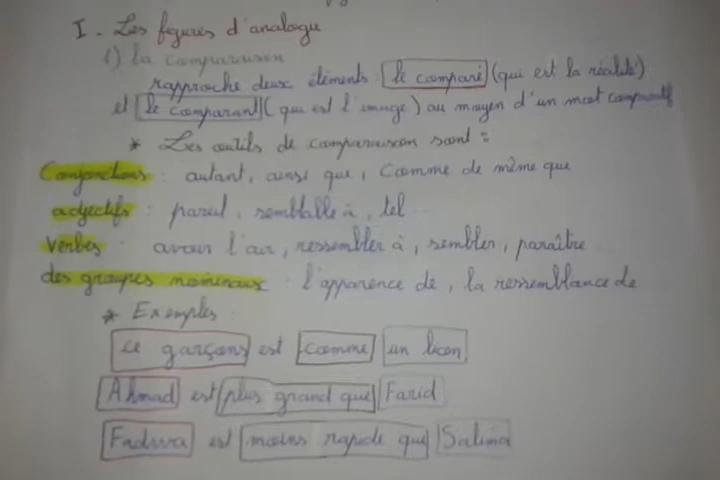 I - Les figures d'analogie
1) la comparaison
rapproche deux éléments : le comparé (qui est la réalité)
et le comparant (qui est l'image) au moyen d'un mot comparatif
* Les outils de comparaison sont :
Conjonctions : autant, ainsi que, comme de même que
adjectifs : pareil, semblable à, tel ...
verbes : avoir l'air, ressembler à, sembler, paraître
des groupes nominaux : l'apparence de, la ressemblance de
* Exemples :
ce garçons est comme un lion
Ahmad est plus grand que Farid
Fadwa est moins rapide que Salima